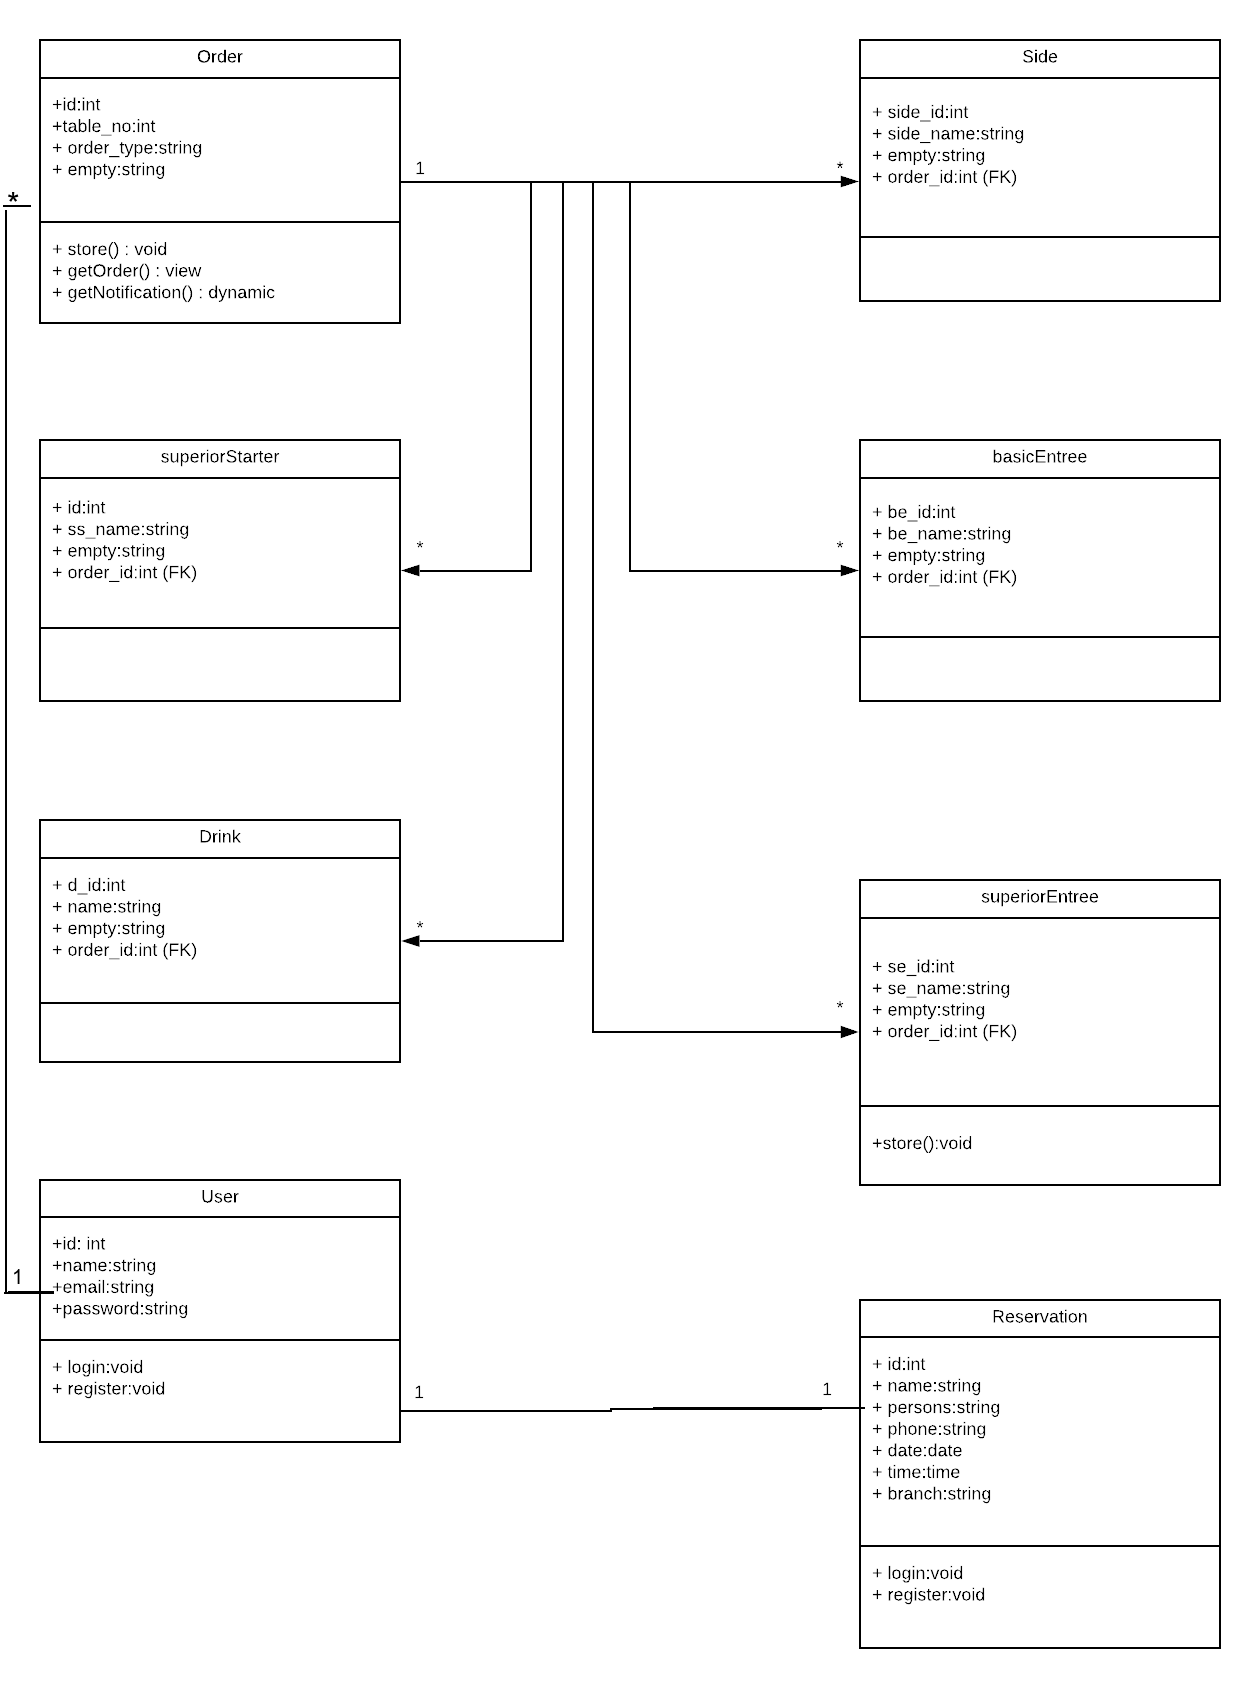 Order
+id:int
+table_no:int
+ order_type:string
+ empty:string
+ store() : void
+ getOrder() : view
+ getNotification() : dynamic
1
*
*
Side
+ side_id:int
+ side_name:string
+ empty:string
+ order_id:int (FK)
superiorStarter
+ id:int
+ ss_name:string
+ empty:string
+ order_id:int (FK)
*
*
basicEntree
+ be_id:int
+ be_name:string
+ empty:string
+ order_id:int (FK)
Drink
+ d_id:int
+ name:string
+ empty:string
+ order_id:int (FK)
*
*
superiorEntree
+ se_id:int
+ se_name:string
+ empty:string
+ order_id:int (FK)
+store():void
User
+id: int
+name:string
+email:string
+password:string
+ login:void
+ register:void
1
1
1
Reservation
+ id:int
+ name:string
+ persons:string
+ phone:string
+ date:date
+ time:time
+ branch:string
+ login:void
+ register:void